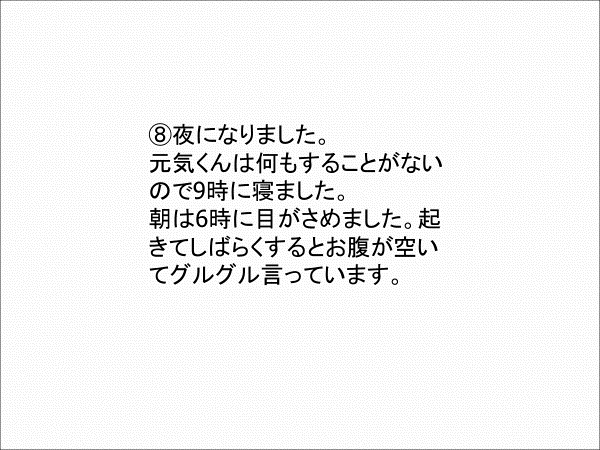 ⑧夜になりました。
元気くんは何もすることがない
ので9時に寝ました。
朝は6時に目がさめました。起
きてしばらくするとお腹が空い
てグルグル言っています。